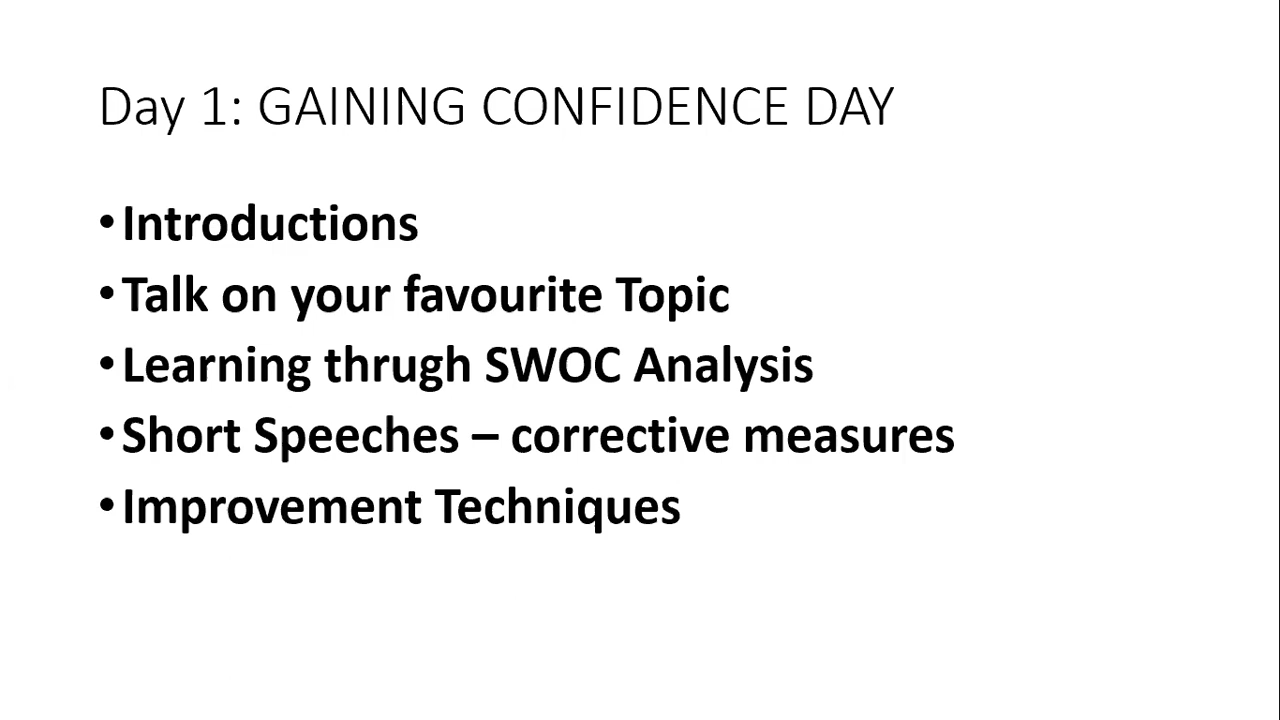 Day 1: GAINING CONFIDENCE DAY
•Introductions
•Talk on your favourite Topic
•Learning thrugh SWOC Analysis
•Short Speeches – corrective measures
•Improvement Techniques